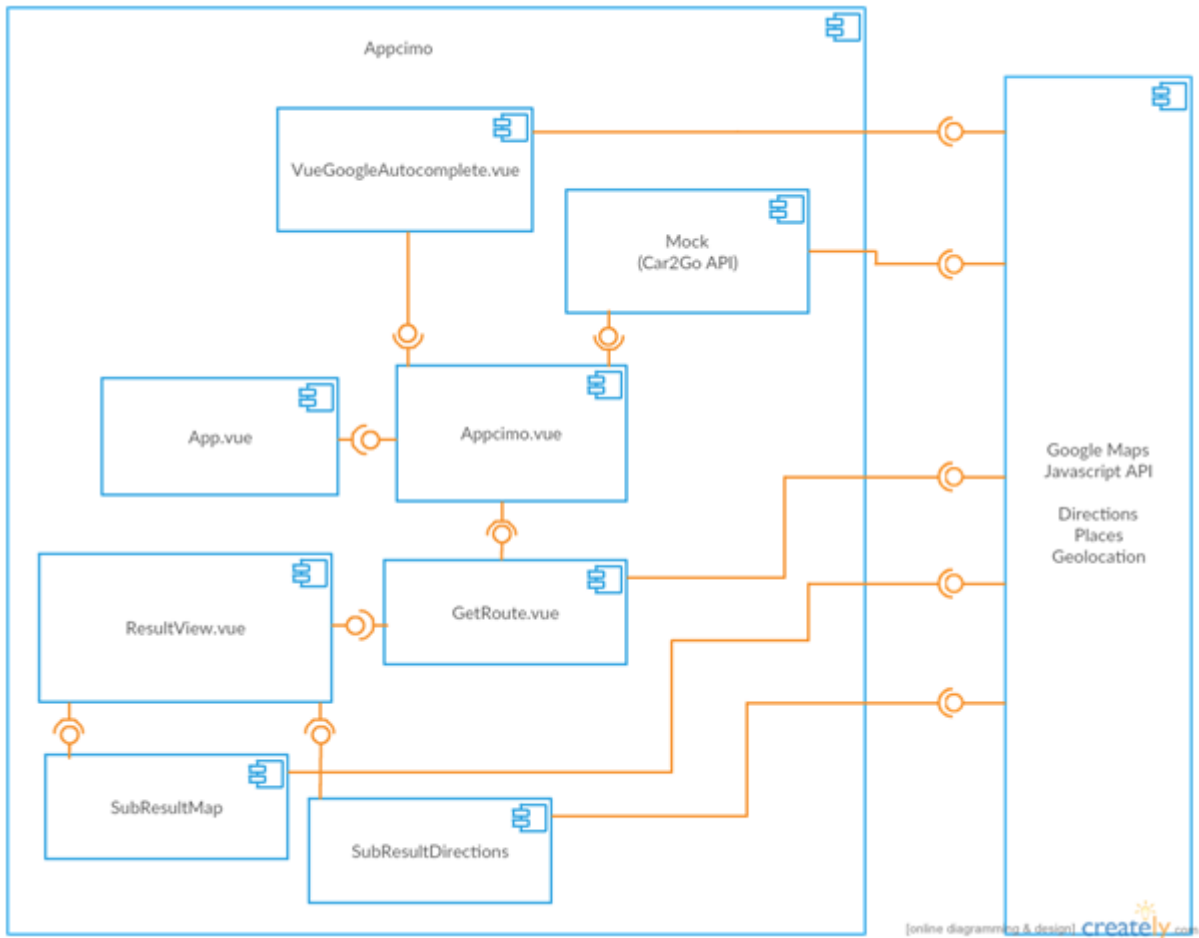 Appcimo
VueGoogleAutocomplete.vue
Mock
(Car2Go API)
App.vue
Appcimo.vue
Google Maps
Javascript API
Directions
Places
Geolocation
ResultView.vue
GetRoute.vue
SubResultMap
SubResultDirections
[online diagramming & design] creately.com